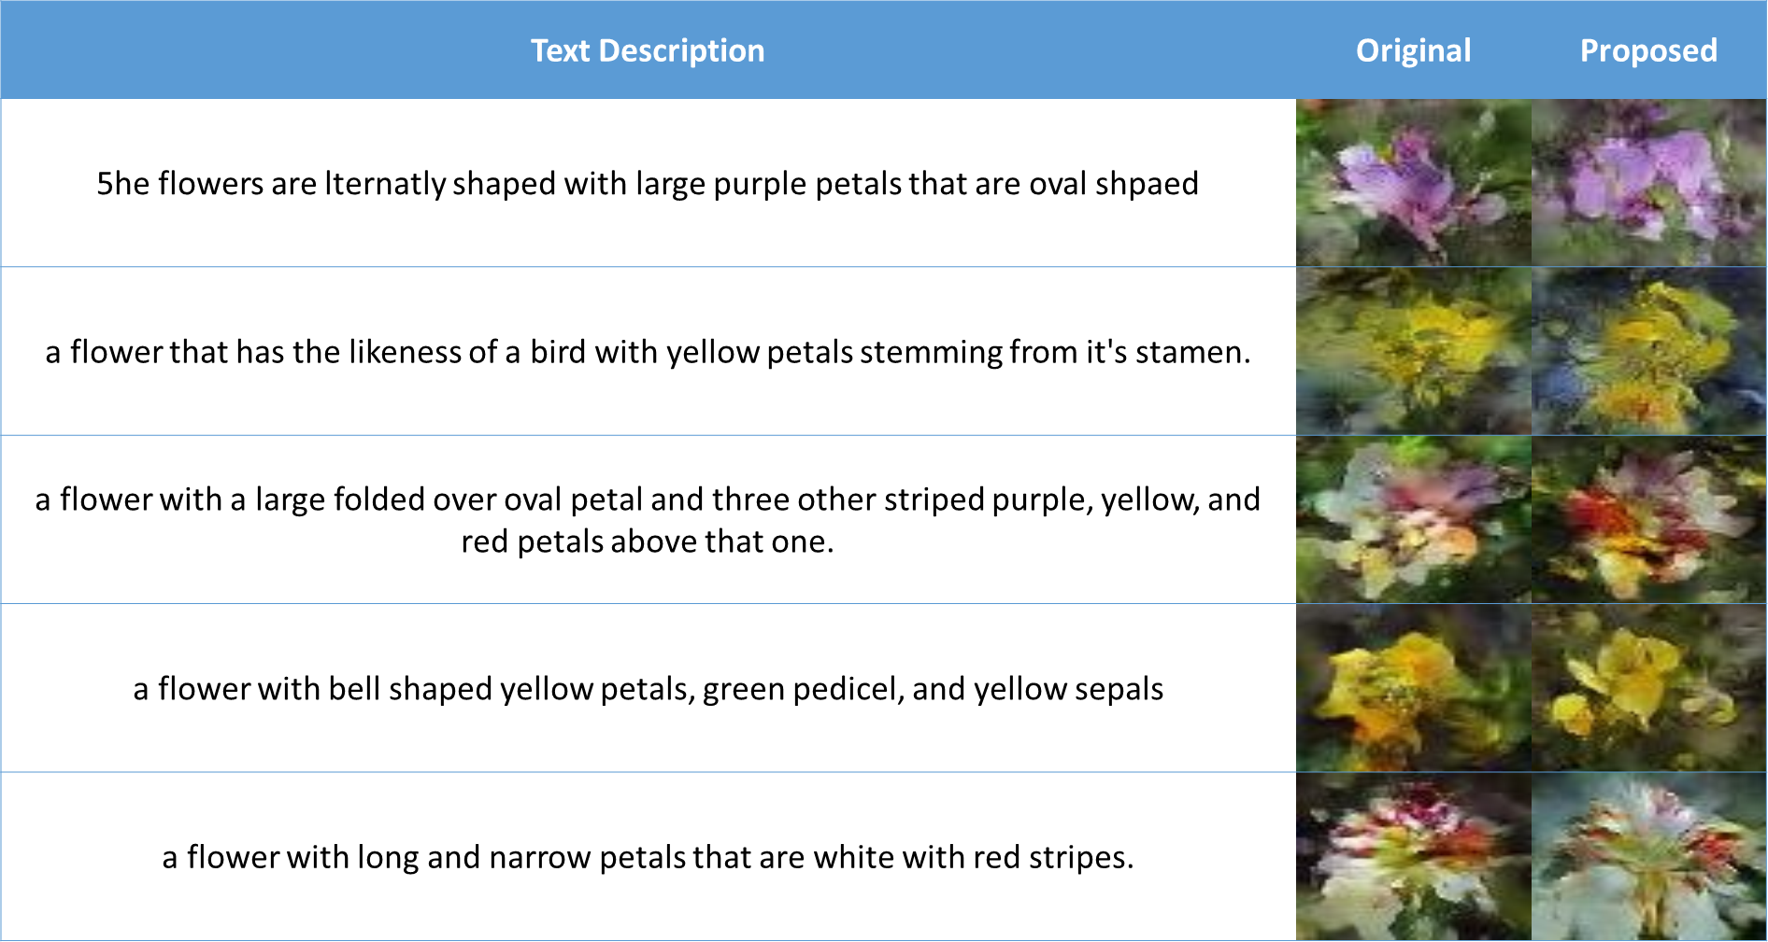 Text Description Original Proposed
5he flowers are lternatly shaped with large purple petals that are oval shpaed
a flower that has the likeness of a bird with yellow petals stemming from it's stamen.
a flower with a large folded over oval petal and three other striped purple, yellow, and
red petals above that one.
a flower with bell shaped yellow petals, green pedicel, and yellow sepals
a flower with long and narrow petals that are white with red stripes.